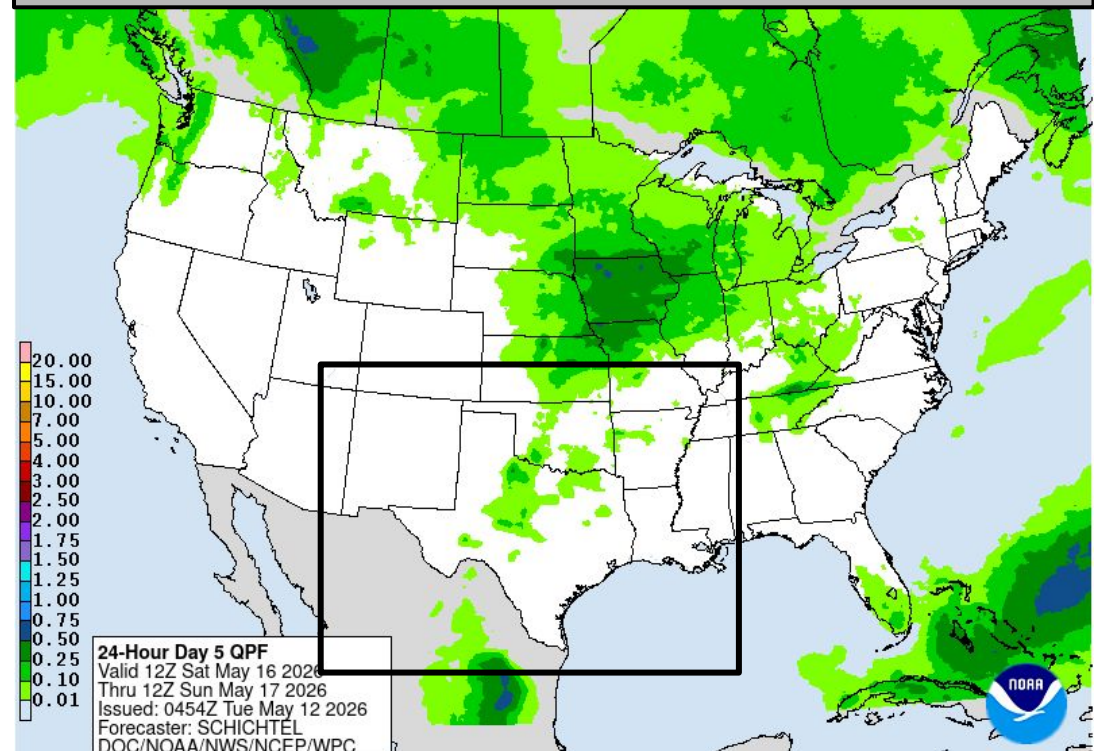 20.00
15.00
10.00
7.00
5.00
4.00
3.00
2.50
2.00
1.75
1.50
1.25
1.00
0.75
0.50
0.25
0.10
0.01
24-Hour Day 5 QPF
Valid 12Z Sat May 16 2026
Thru 12Z Sun May 17 2026
Issued: 0454Z Tue May 12 2026
Forecaster: SCHICHTEL
DOC/NOAA/NWS/NCEP/WPC
NOAA